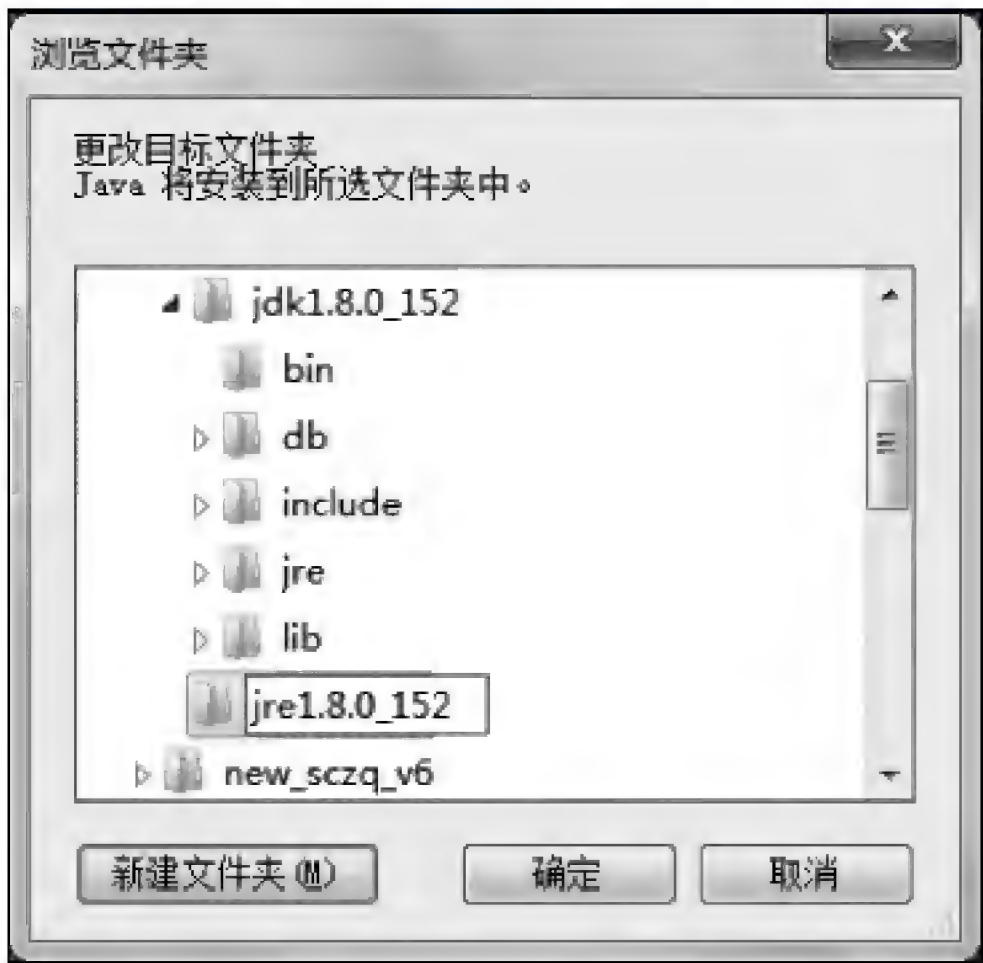 浏览文件夹
更改目标文件夹
Java 将安装到所选文件夹中。
jdk1.8.0_152
bin
db
include
jre
lib
jre1.8.0_152
new_sczq_v6
新建文件夹(M) 确定 取消